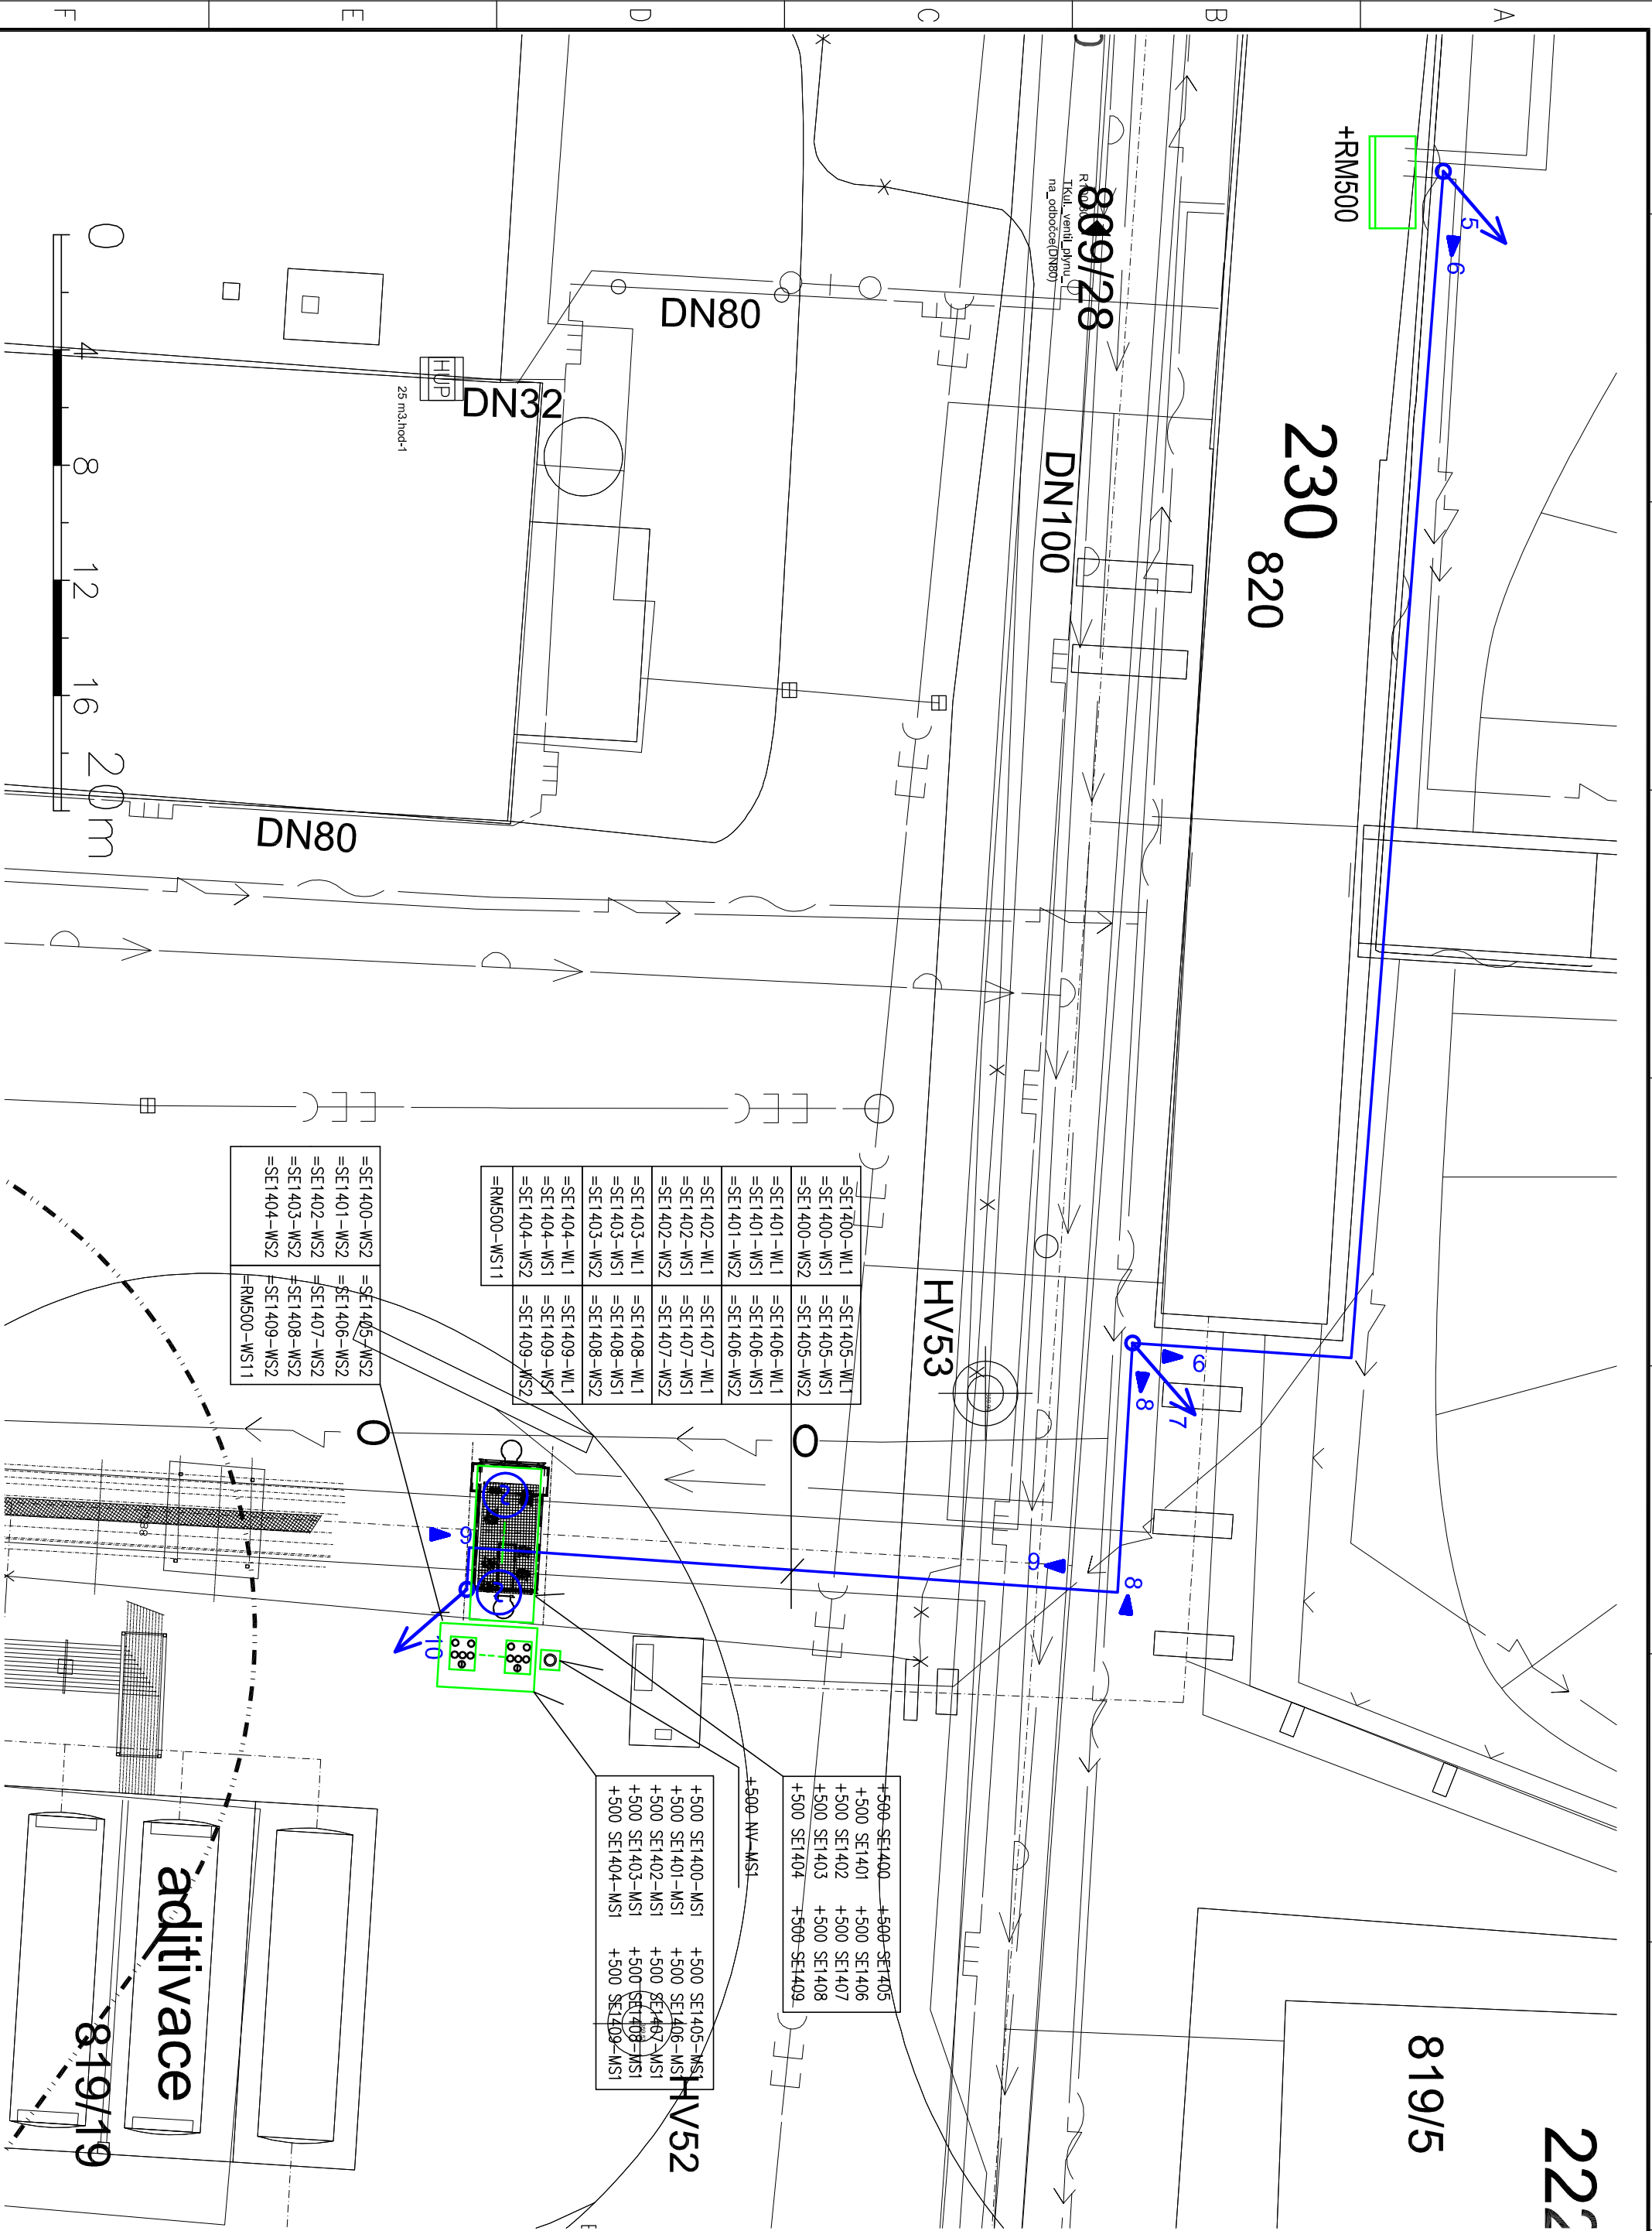 A
B
C
D
E
F
+RM500
5
6
809/28
TKul._ventil_plynu_
na_odbočce(DN80)
230
820
DN80
DN100
DN32
HUP
25 m3.hod-1
0
4
8
12
16
20m
DN80
=SE1400-WL1 =SE1405-WL1
=SE1400-WS1 =SE1405-WS1
=SE1400-WS2 =SE1405-WS2
=SE1401-WL1 =SE1406-WL1
=SE1401-WS1 =SE1406-WS1
=SE1401-WS2 =SE1406-WS2
=SE1402-WL1 =SE1407-WL1
=SE1402-WS1 =SE1407-WS1
=SE1402-WS2 =SE1407-WS2
=SE1403-WL1 =SE1408-WL1
=SE1403-WS1 =SE1408-WS1
=SE1403-WS2 =SE1408-WS2
=SE1404-WL1 =SE1409-WL1
=SE1404-WS1 =SE1409-WS1
=SE1404-WS2 =SE1409-WS2
=RM500-WS11
=SE1400-WS2 =SE1405-WS2
=SE1401-WS2 =SE1406-WS2
=SE1402-WS2 =SE1407-WS2
=SE1403-WS2 =SE1408-WS2
=SE1404-WS2 =SE1409-WS2
=RM500-WS11
HV53
6
7
8
8
9
9
10
+500 SE1400 +500 SE1405
+500 SE1401 +500 SE1406
+500 SE1402 +500 SE1407
+500 SE1403 +500 SE1408
+500 SE1404 +500 SE1409
+500 NV-MS1
+500 SE1400-MS1 +500 SE1405-MS1
+500 SE1401-MS1 +500 SE1406-MS1
+500 SE1402-MS1 +500 SE1407-MS1
+500 SE1403-MS1 +500 SE1408-MS1
+500 SE1404-MS1 +500 SE1409-MS1
HV52
aditivace
819/19
819/5
222